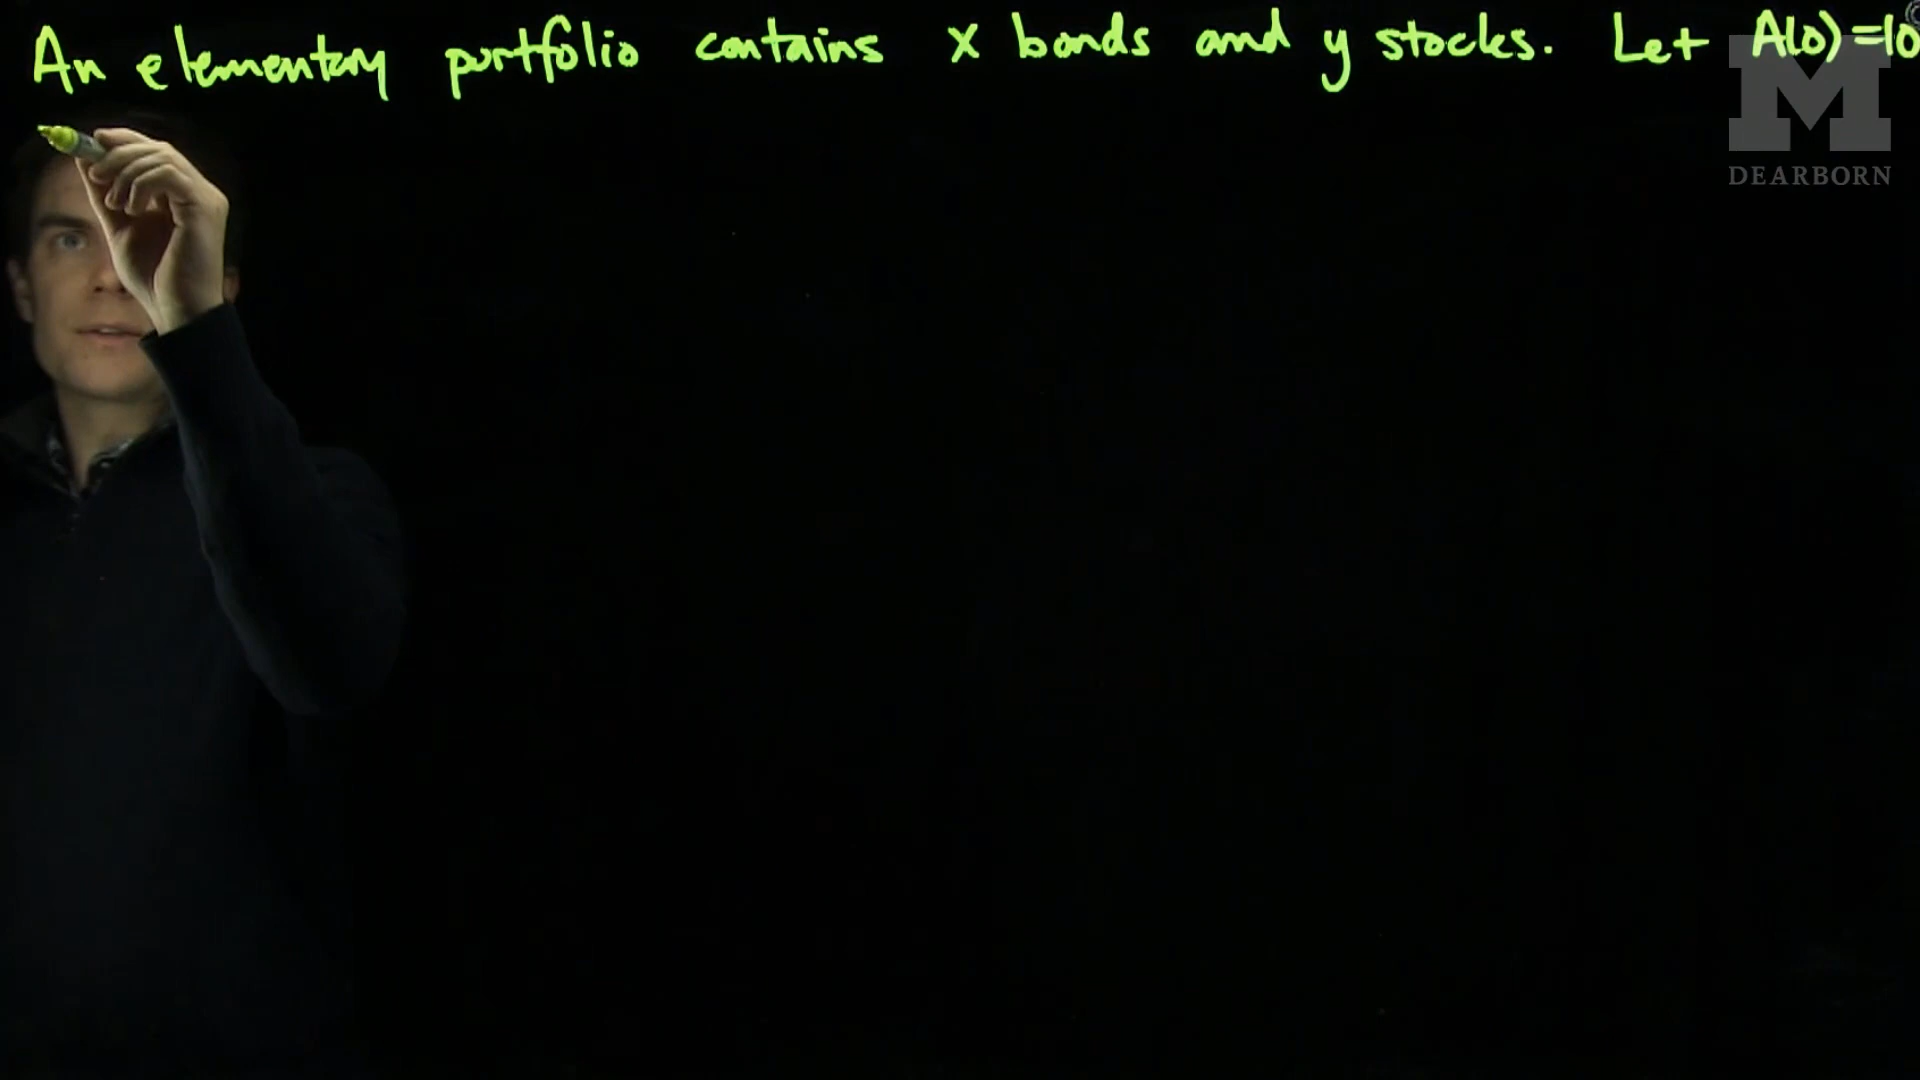 An elementary portfolio contains x bonds and y stocks. Let A(0)=10
M
DEARBORN